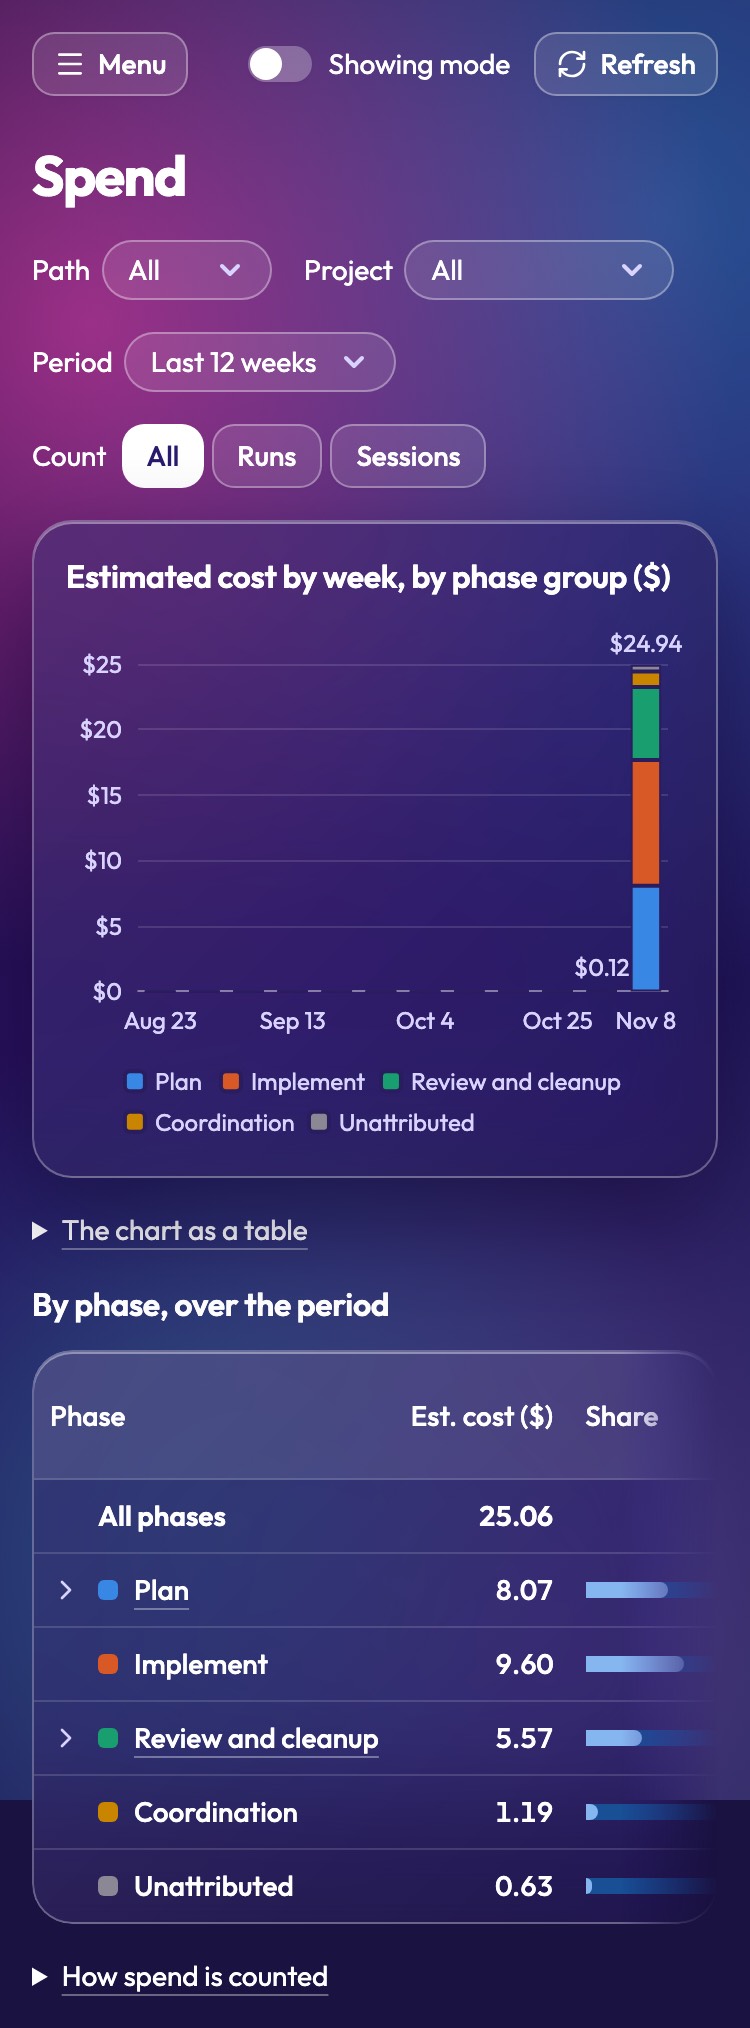 Menu Showing mode Refresh
Spend
Path All Project All
Period Last 12 weeks
Count All Runs Sessions
Estimated cost by week, by phase group ($)
$24.94
$25
$20
$15
$10
$5
$0.12
$0
Aug 23 Sep 13 Oct 4 Oct 25 Nov 8
Plan Implement Review and cleanup
Coordination Unattributed
The chart as a table
By phase, over the period
Phase Est. cost ($) Share
All phases 25.06
Plan 8.07
Implement 9.60
Review and cleanup 5.57
Coordination 1.19
Unattributed 0.63
How spend is counted